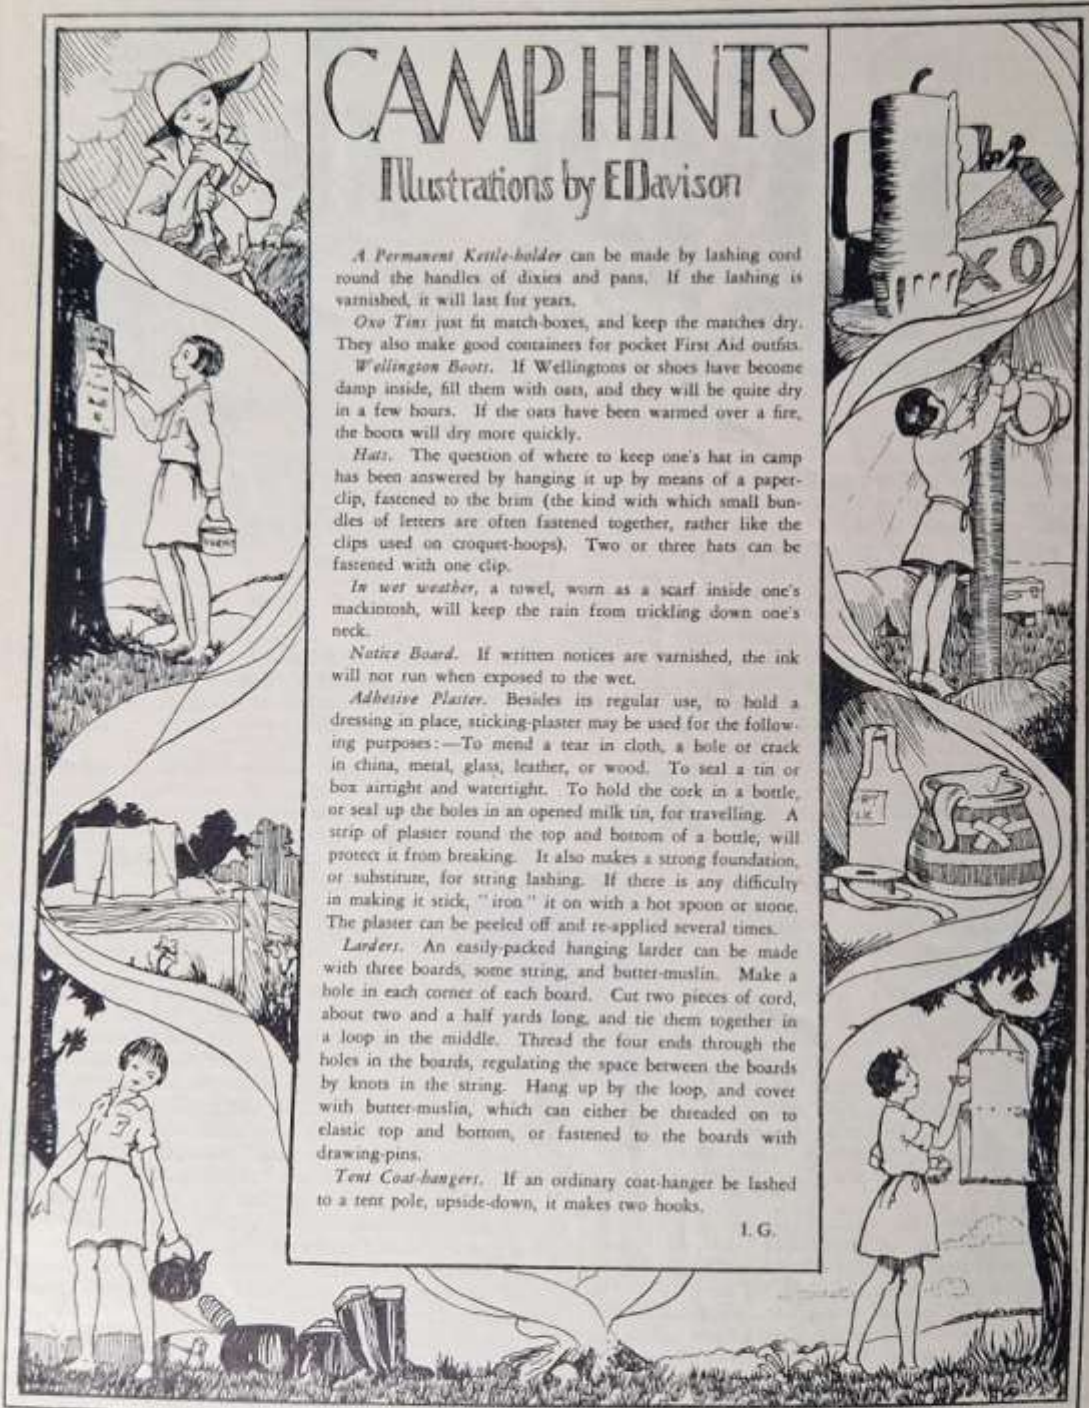 CAMP HINTS
Illustrations by E Davison
A Permanent Kettle-holder can be made by lashing cord
round the handles of dixies and pans. If the lashing is
varnished, it will last for years.
Oxo Tins just fit match-boxes, and keep the matches dry.
They also make good containers for pocket First Aid outfits.
Wellington Boots. If Wellingtons or shoes have become
damp inside, fill them with oats, and they will be quite dry
in a few hours. If the oats have been warmed over a fire,
the boots will dry more quickly.
Hats. The question of where to keep one's hat in camp
has been answered by hanging it up by means of a paper-
clip, fastened to the brim (the kind with which small bun-
dles of letters are often fastened together, rather like the
clips used on croquet-hoops). Two or three hats can be
fastened with one clip.
In wet weather, a towel, worn as a scarf inside one's
mackintosh, will keep the rain from trickling down one's
neck.
Notice Board. If written notices are varnished, the ink
will not run when exposed to the wet.
Adhesive Plaster. Besides its regular use, to hold a
dressing in place, sticking-plaster may be used for the follow-
ing purposes:—To mend a tear in cloth, a hole or crack
in china, metal, glass, leather, or wood. To seal a tin or
box airtight and watertight. To hold the cork in a bottle,
or seal up the holes in an opened milk tin, for travelling. A
strip of plaster round the top and bottom of a bottle, will
protect it from breaking. It also makes a strong foundation,
or substitute, for string lashing. If there is any difficulty
in making it stick, "iron" it on with a hot spoon or stone.
The plaster can be peeled off and re-applied several times.
Larders. An easily-packed hanging larder can be made
with three boards, some string, and butter-muslin. Make a
hole in each corner of each board. Cut two pieces of cord,
about two and a half yards long, and tie them together in
a loop in the middle. Thread the four ends through the
holes in the boards, regulating the space between the boards
by knots in the string. Hang up by the loop, and cover
with butter-muslin, which can either be threaded on to
elastic top and bottom, or fastened to the boards with
drawing-pins.
Tent Coat-hangers. If an ordinary coat-hanger be lashed
to a tent pole, upside-down, it makes two hooks.
I. G.
XO